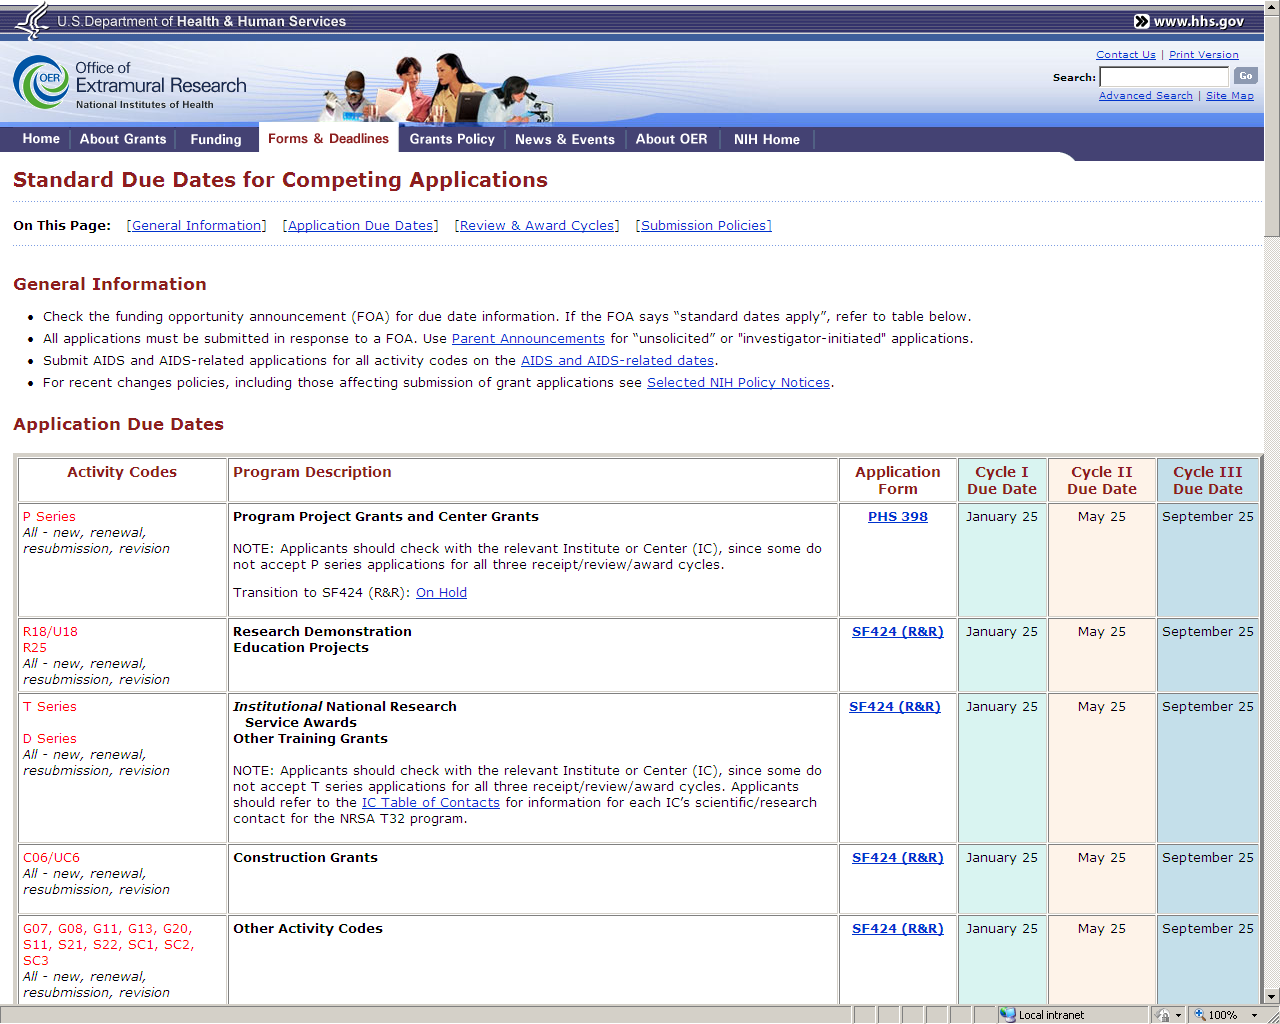 U.S.Department of Health & Human Services
www.hhs.gov
Contact Us | Print Version
OER
Office of
Extramural Research
National Institutes of Health
Search: Go
Advanced Search | Site Map
Home About Grants Funding Forms & Deadlines Grants Policy News & Events About OER NIH Home
Standard Due Dates for Competing Applications
On This Page: [General Information] [Application Due Dates] [Review & Award Cycles] [Submission Policies]
General Information
• Check the funding opportunity announcement (FOA) for due date information. If the FOA says “standard dates apply”, refer to table below.
• All applications must be submitted in response to a FOA. Use Parent Announcements for “unsolicited” or "investigator-initiated" applications.
• Submit AIDS and AIDS-related applications for all activity codes on the AIDS and AIDS-related dates.
• For recent changes policies, including those affecting submission of grant applications see Selected NIH Policy Notices.
Application Due Dates
Activity Codes
Program Description
Application
Form
Cycle I
Due Date
Cycle II
Due Date
Cycle III
Due Date
P Series
All - new, renewal,
resubmission, revision
Program Project Grants and Center Grants
NOTE: Applicants should check with the relevant Institute or Center (IC), since some do
not accept P series applications for all three receipt/review/award cycles.
Transition to SF424 (R&R): On Hold
PHS 398
January 25
May 25
September 25
R18/U18
R25
All - new, renewal,
resubmission, revision
Research Demonstration
Education Projects
SF424 (R&R)
January 25
May 25
September 25
T Series
D Series
All - new, renewal,
resubmission, revision
Institutional National Research
Service Awards
Other Training Grants
NOTE: Applicants should check with the relevant Institute or Center (IC), since some do
not accept T series applications for all three receipt/review/award cycles. Applicants
should refer to the IC Table of Contacts for information for each IC’s scientific/research
contact for the NRSA T32 program.
SF424 (R&R)
January 25
May 25
September 25
C06/UC6
All - new, renewal,
resubmission, revision
Construction Grants
SF424 (R&R)
January 25
May 25
September 25
G07, G08, G11, G13, G20,
S11, S21, S22, SC1, SC2,
SC3
All - new, renewal,
resubmission, revision
Other Activity Codes
SF424 (R&R)
January 25
May 25
September 25
Local intranet
100%